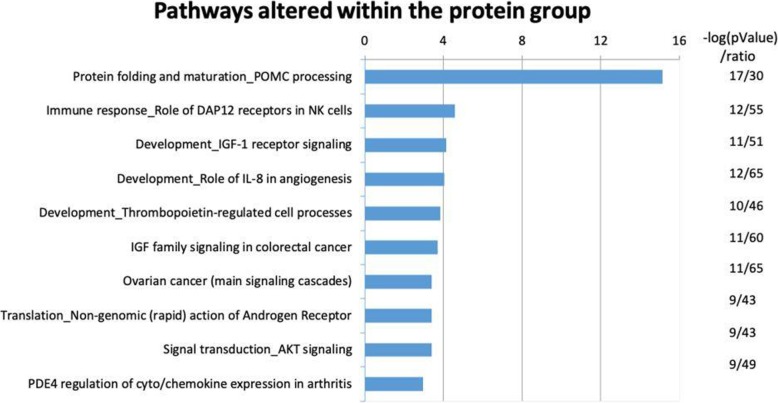 Pathways altered within the protein group
0 4 8 12 16 -log(pValue)
/ratio
Protein folding and maturation_POMC processing 17/30
Immune response_Role of DAP12 receptors in NK cells 12/55
Development_IGF-1 receptor signaling 11/51
Development_Role of IL-8 in angiogenesis 12/65
Development_Thrombopoietin-regulated cell processes 10/46
IGF family signaling in colorectal cancer 11/60
Ovarian cancer (main signaling cascades) 11/65
Translation_Non-genomic (rapid) action of Androgen Receptor 9/43
Signal transduction_AKT signaling 9/43
PDE4 regulation of cyto/chemokine expression in arthritis 9/49